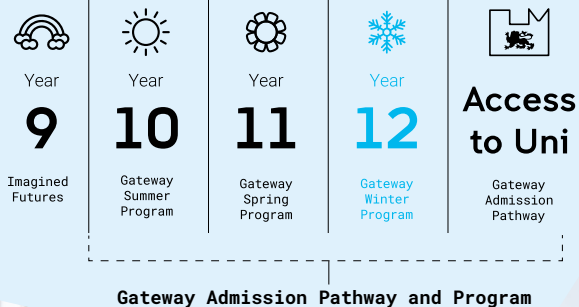 Year
9
Imagined
Futures
Year
10
Gateway
Summer
Program
Year
11
Gateway
Spring
Program
Year
12
Gateway
Winter
Program
Access
to Uni
Gateway
Admission
Pathway
Gateway Admission Pathway and Program